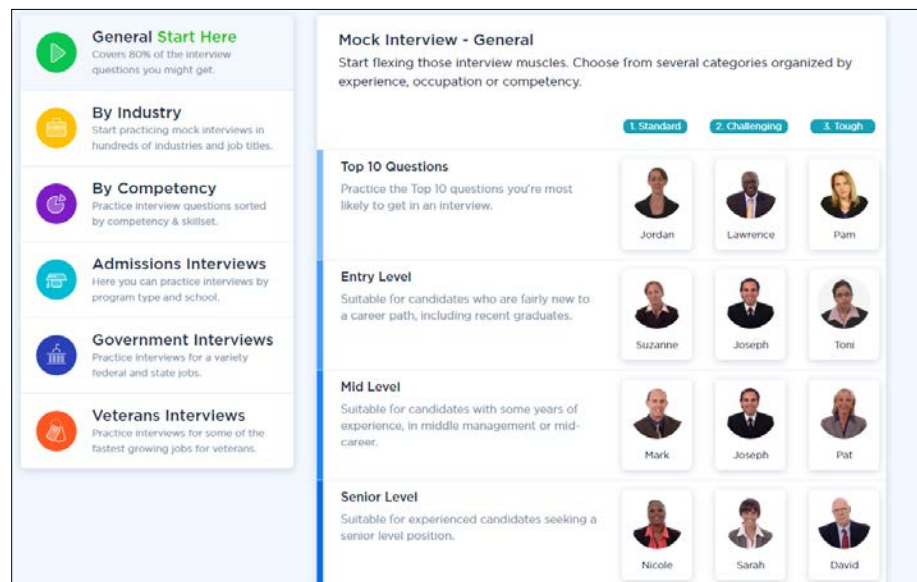 General Start Here
Covers 80% of the interview
questions you might get.
By Industry
Start practicing mock interviews in
hundreds of industries and job titles.
By Competency
Practice interview questions sorted
by competency & skillset.
Admissions Interviews
Here you can practice interviews by
program type and school.
Government Interviews
Practice interviews for a variety
federal and state jobs.
Veterans Interviews
Practice interviews for some of the
fastest growing jobs for veterans.
Mock Interview - General
Start flexing those interview muscles. Choose from several categories organized by
experience, occupation or competency.
1. Standard 2. Challenging 3. Tough
Top 10 Questions
Practice the Top 10 questions you're most
likely to get in an interview.
Jordan Lawrence Pam
Entry Level
Suitable for candidates who are fairly new to
a career path, including recent graduates.
Suzanne Joseph Toni
Mid Level
Suitable for candidates with some years of
experience, in middle management or mid-
career.
Mark Joseph Pat
Senior Level
Suitable for experienced candidates seeking a
senior level position.
Nicole Sarah David